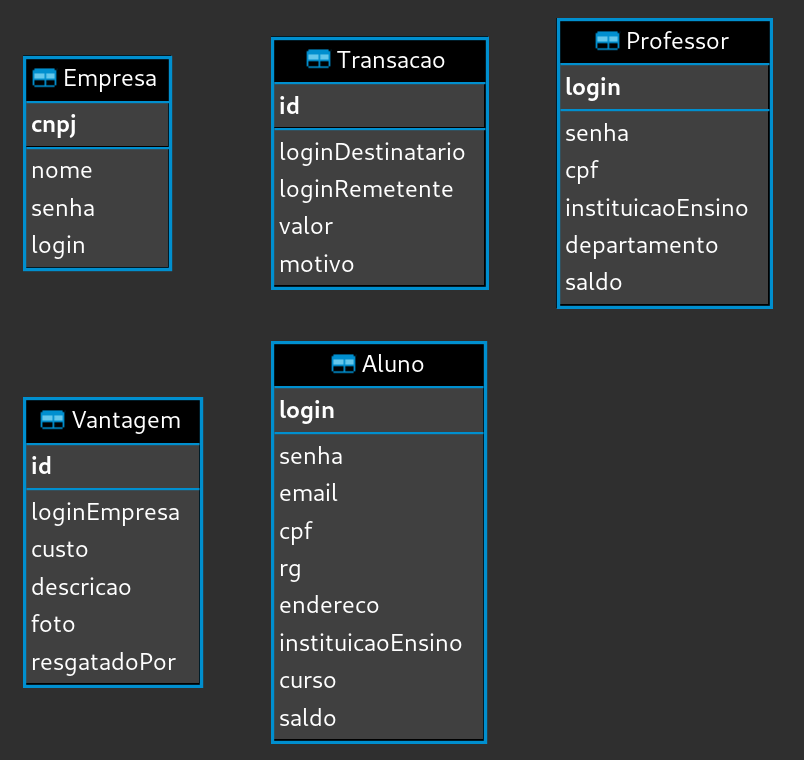 Empresa
cnpj
nome
senha
login
Transacao
id
loginDestinatario
loginRemetente
valor
motivo
Professor
login
senha
cpf
instituicaoEnsino
departamento
saldo
Vantagem
id
loginEmpresa
custo
descricao
foto
resgatadoPor
Aluno
login
senha
email
cpf
rg
endereco
instituicaoEnsino
curso
saldo